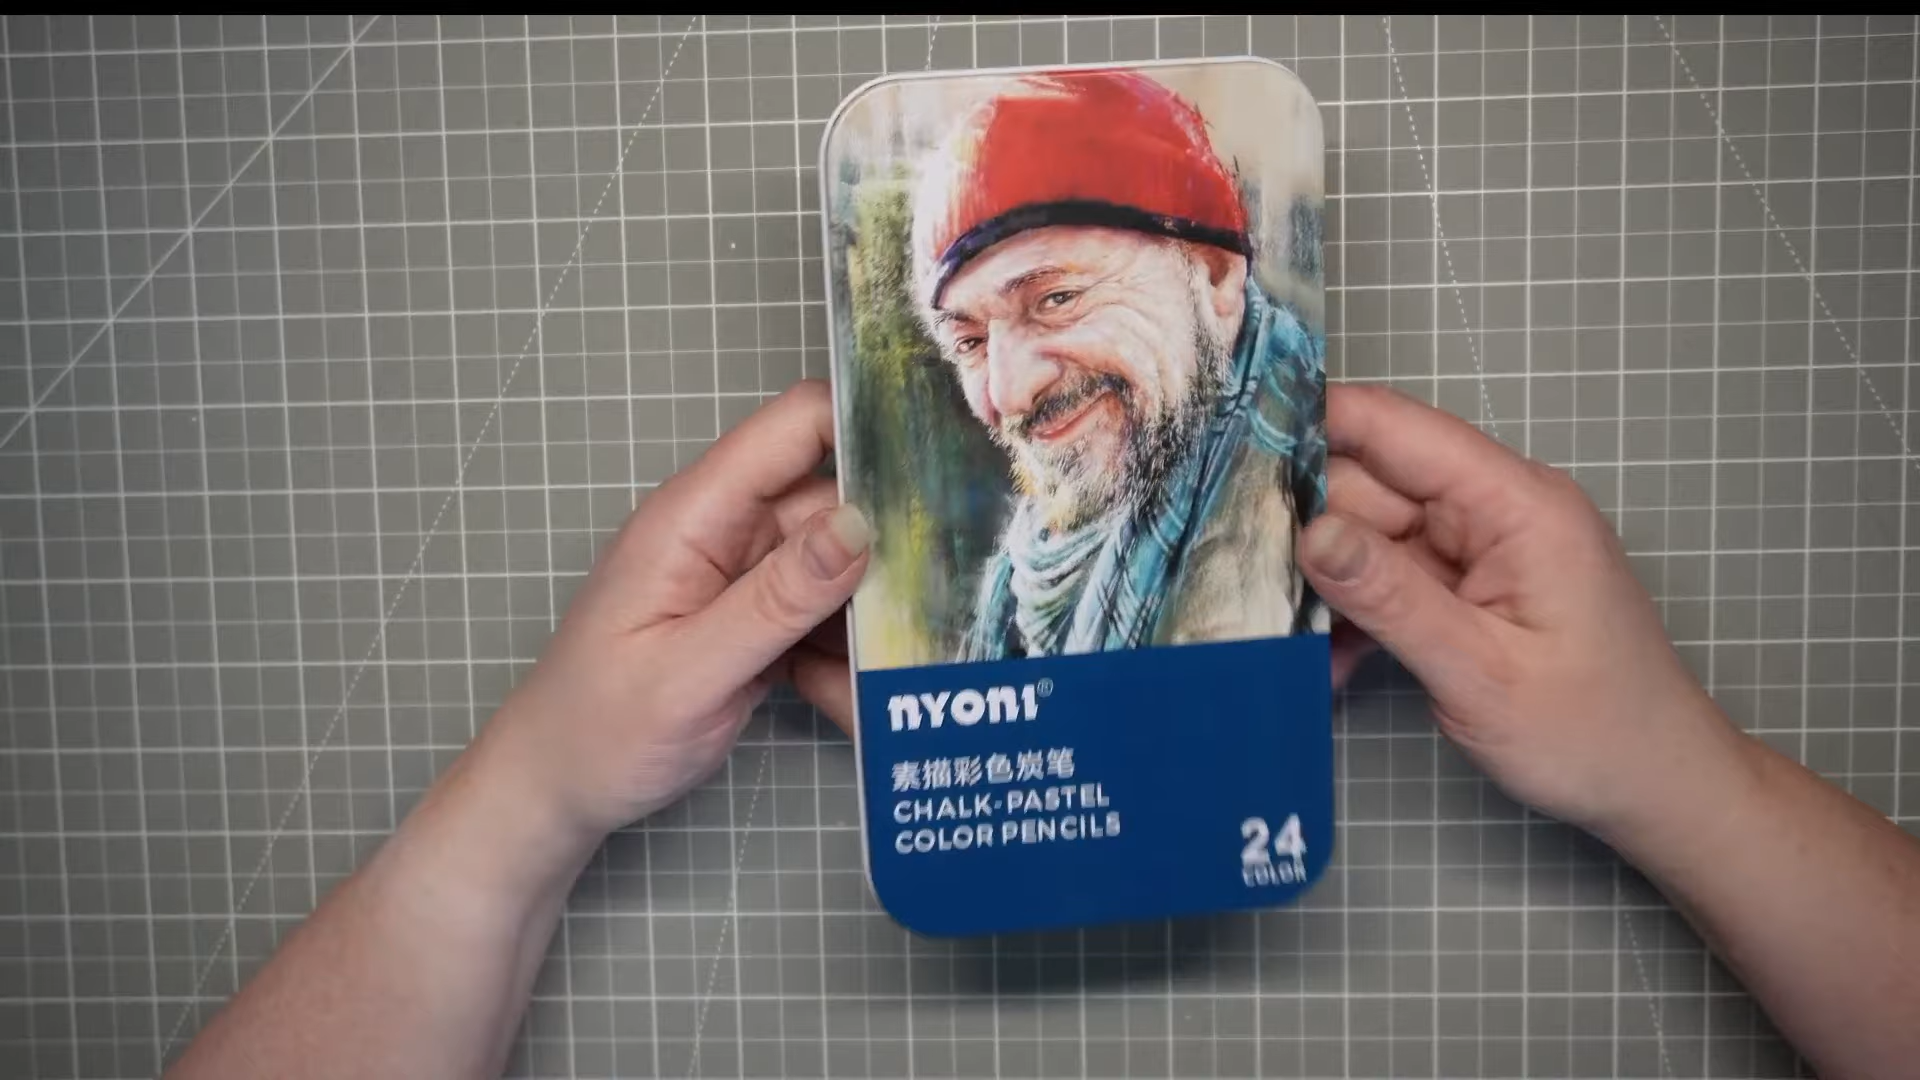 nyoni®
素描彩色炭笔
CHALK-PASTEL
COLOR PENCILS
24
COLOR